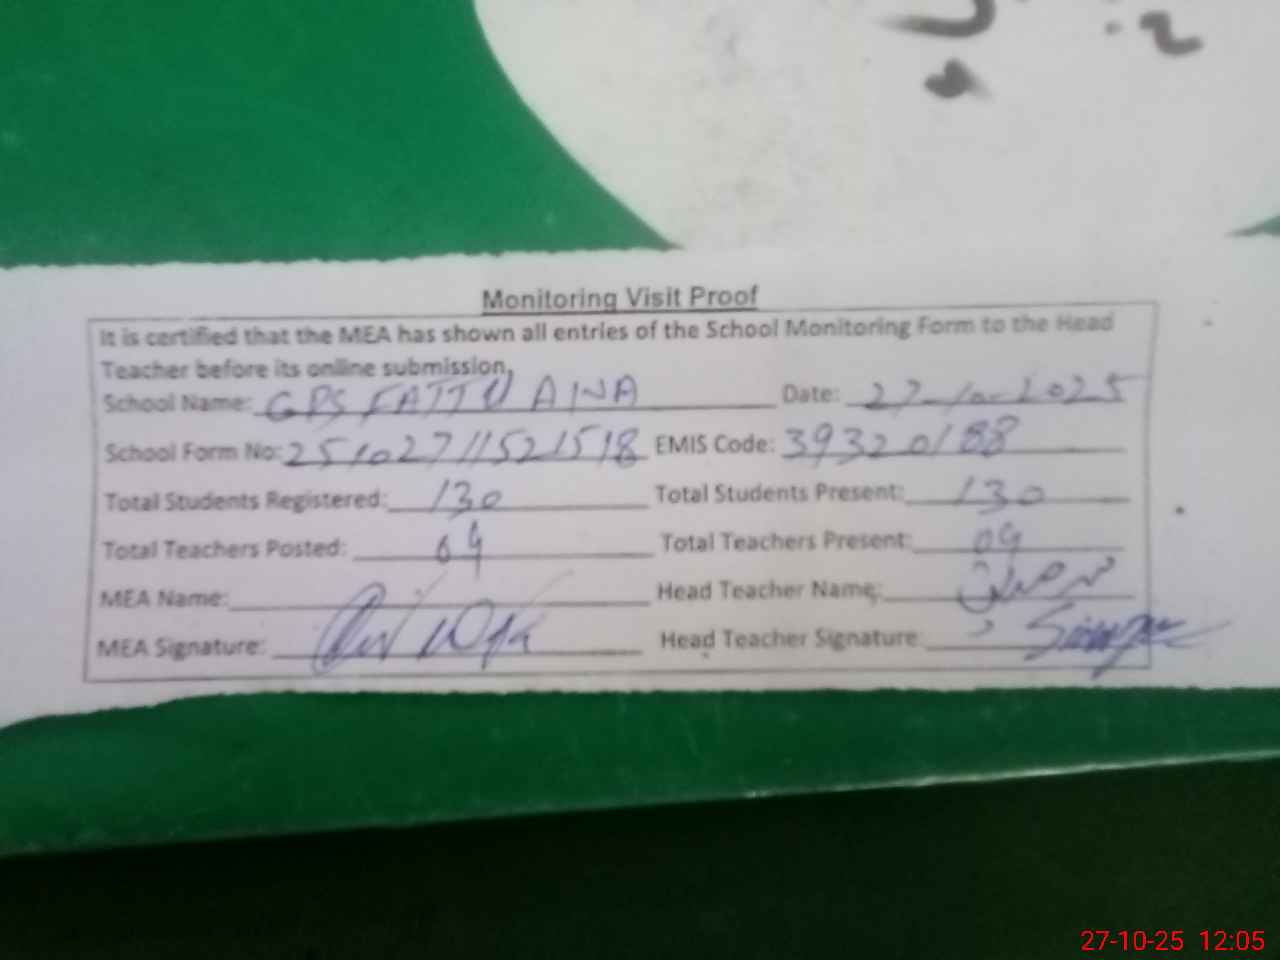 Monitoring Visit Proof
It is certified that the MEA has shown all entries of the School Monitoring Form to the Head
Teacher before its online submission.
School Name: GPS FATTU AINA Date: 27-10-2025
School Form No: 25102711521518 EMIS Code: 39320188
Total Students Registered: 130 Total Students Present: 130
Total Teachers Posted: 09 Total Teachers Present: 09
MEA Name: Head Teacher Name:
MEA Signature: Head Teacher Signature:
27-10-25 12:05